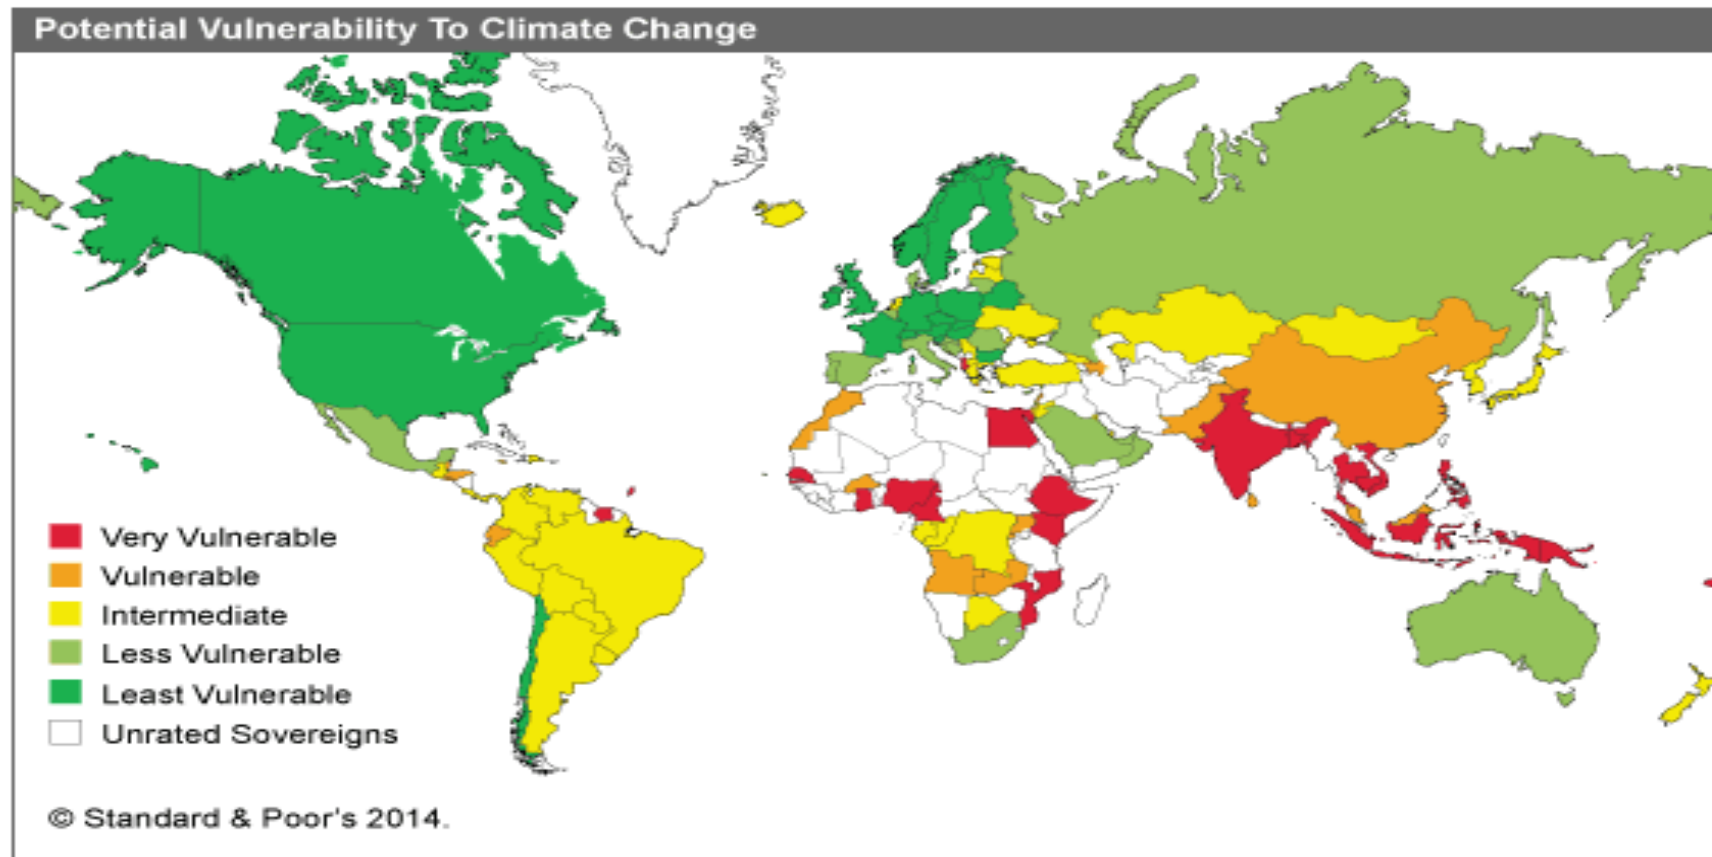 Potential Vulnerability To Climate Change
Very Vulnerable
Vulnerable
Intermediate
Less Vulnerable
Least Vulnerable
Unrated Sovereigns
© Standard & Poor's 2014.